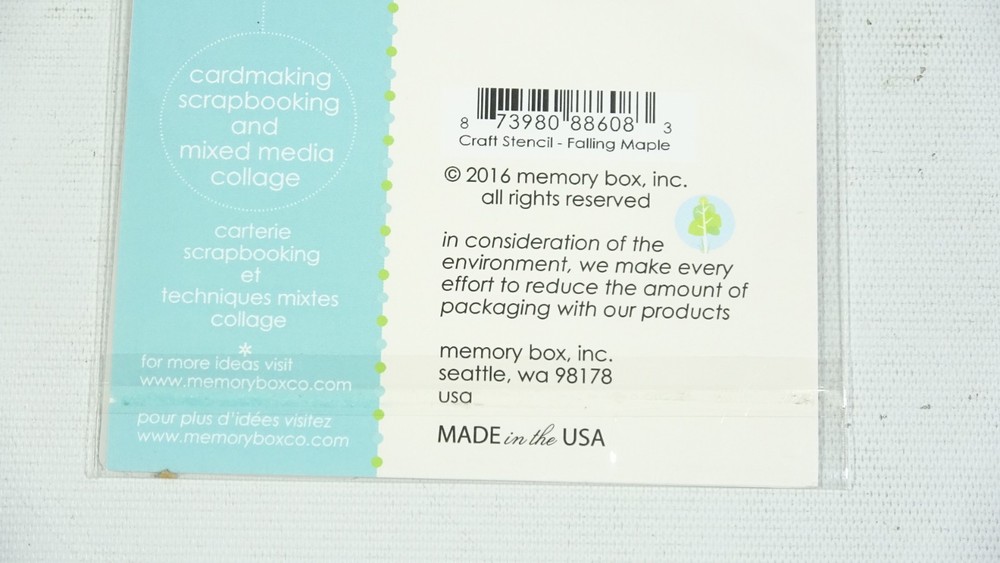 cardmaking
scrapbooking
and
mixed media
collage
carterie
scrapbooking
et
techniques mixtes
collage
*
for more ideas visit
www.memoryboxco.com
pour plus d'idées visitez
www.memoryboxco.com
8 73980 88608 3
Craft Stencil - Falling Maple
© 2016 memory box, inc.
all rights reserved
in consideration of the
environment, we make every
effort to reduce the amount of
packaging with our products
memory box, inc.
seattle, wa 98178
usa
MADE in the USA